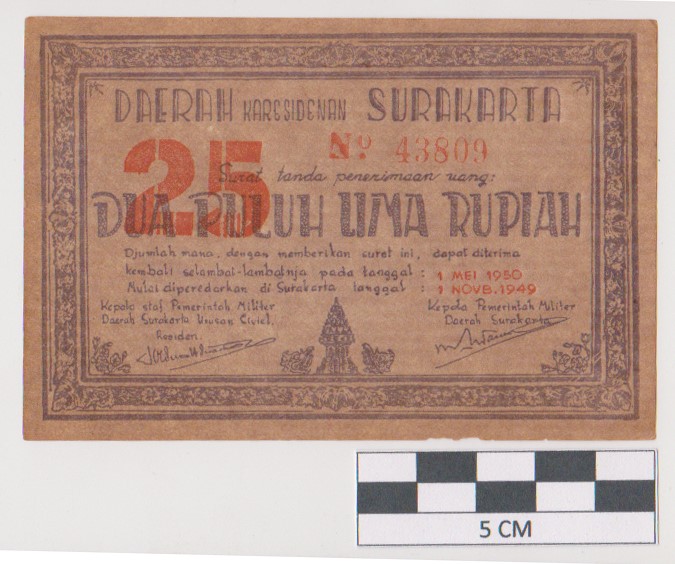 DAERAH KARESIDENAN SURAKARTA
25
No 43809
Surat tanda penerimaan uang:
DUA PULUH LIMA RUPIAH
Djumlah mana, dengan memberikan surat ini, dapat diterima
kembali selambat-lambatnja pada tanggal : 1 MEI 1950
Mulai diperedarkan di Surakarta tanggal : 1 NOVB. 1949
Kepala staf Pemerintah Militer
Daerah Surakarta Urusan Civiel,
Residen.
Kepala Pemerintah Militer
Daerah Surakarta
5 CM